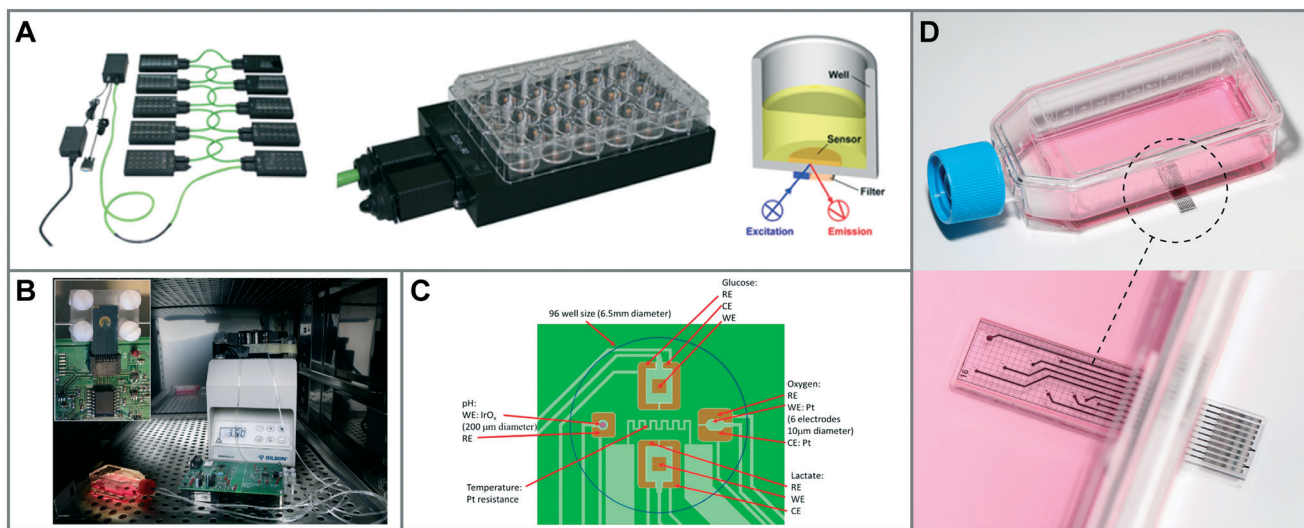 A
Well
Sensor
Filter
Excitation
Emission
B
GILSON
C
Glucose:
RE
CE
WE
96 well size (6.5mm diameter)
pH:
WE: IrOₓ
(200 µm diameter)
RE
Oxygen:
RE
WE: Pt
(6 electrodes
10µm diameter)
CE: Pt
Temperature:
Pt resistance
Lactate:
RE
WE
CE
D
16